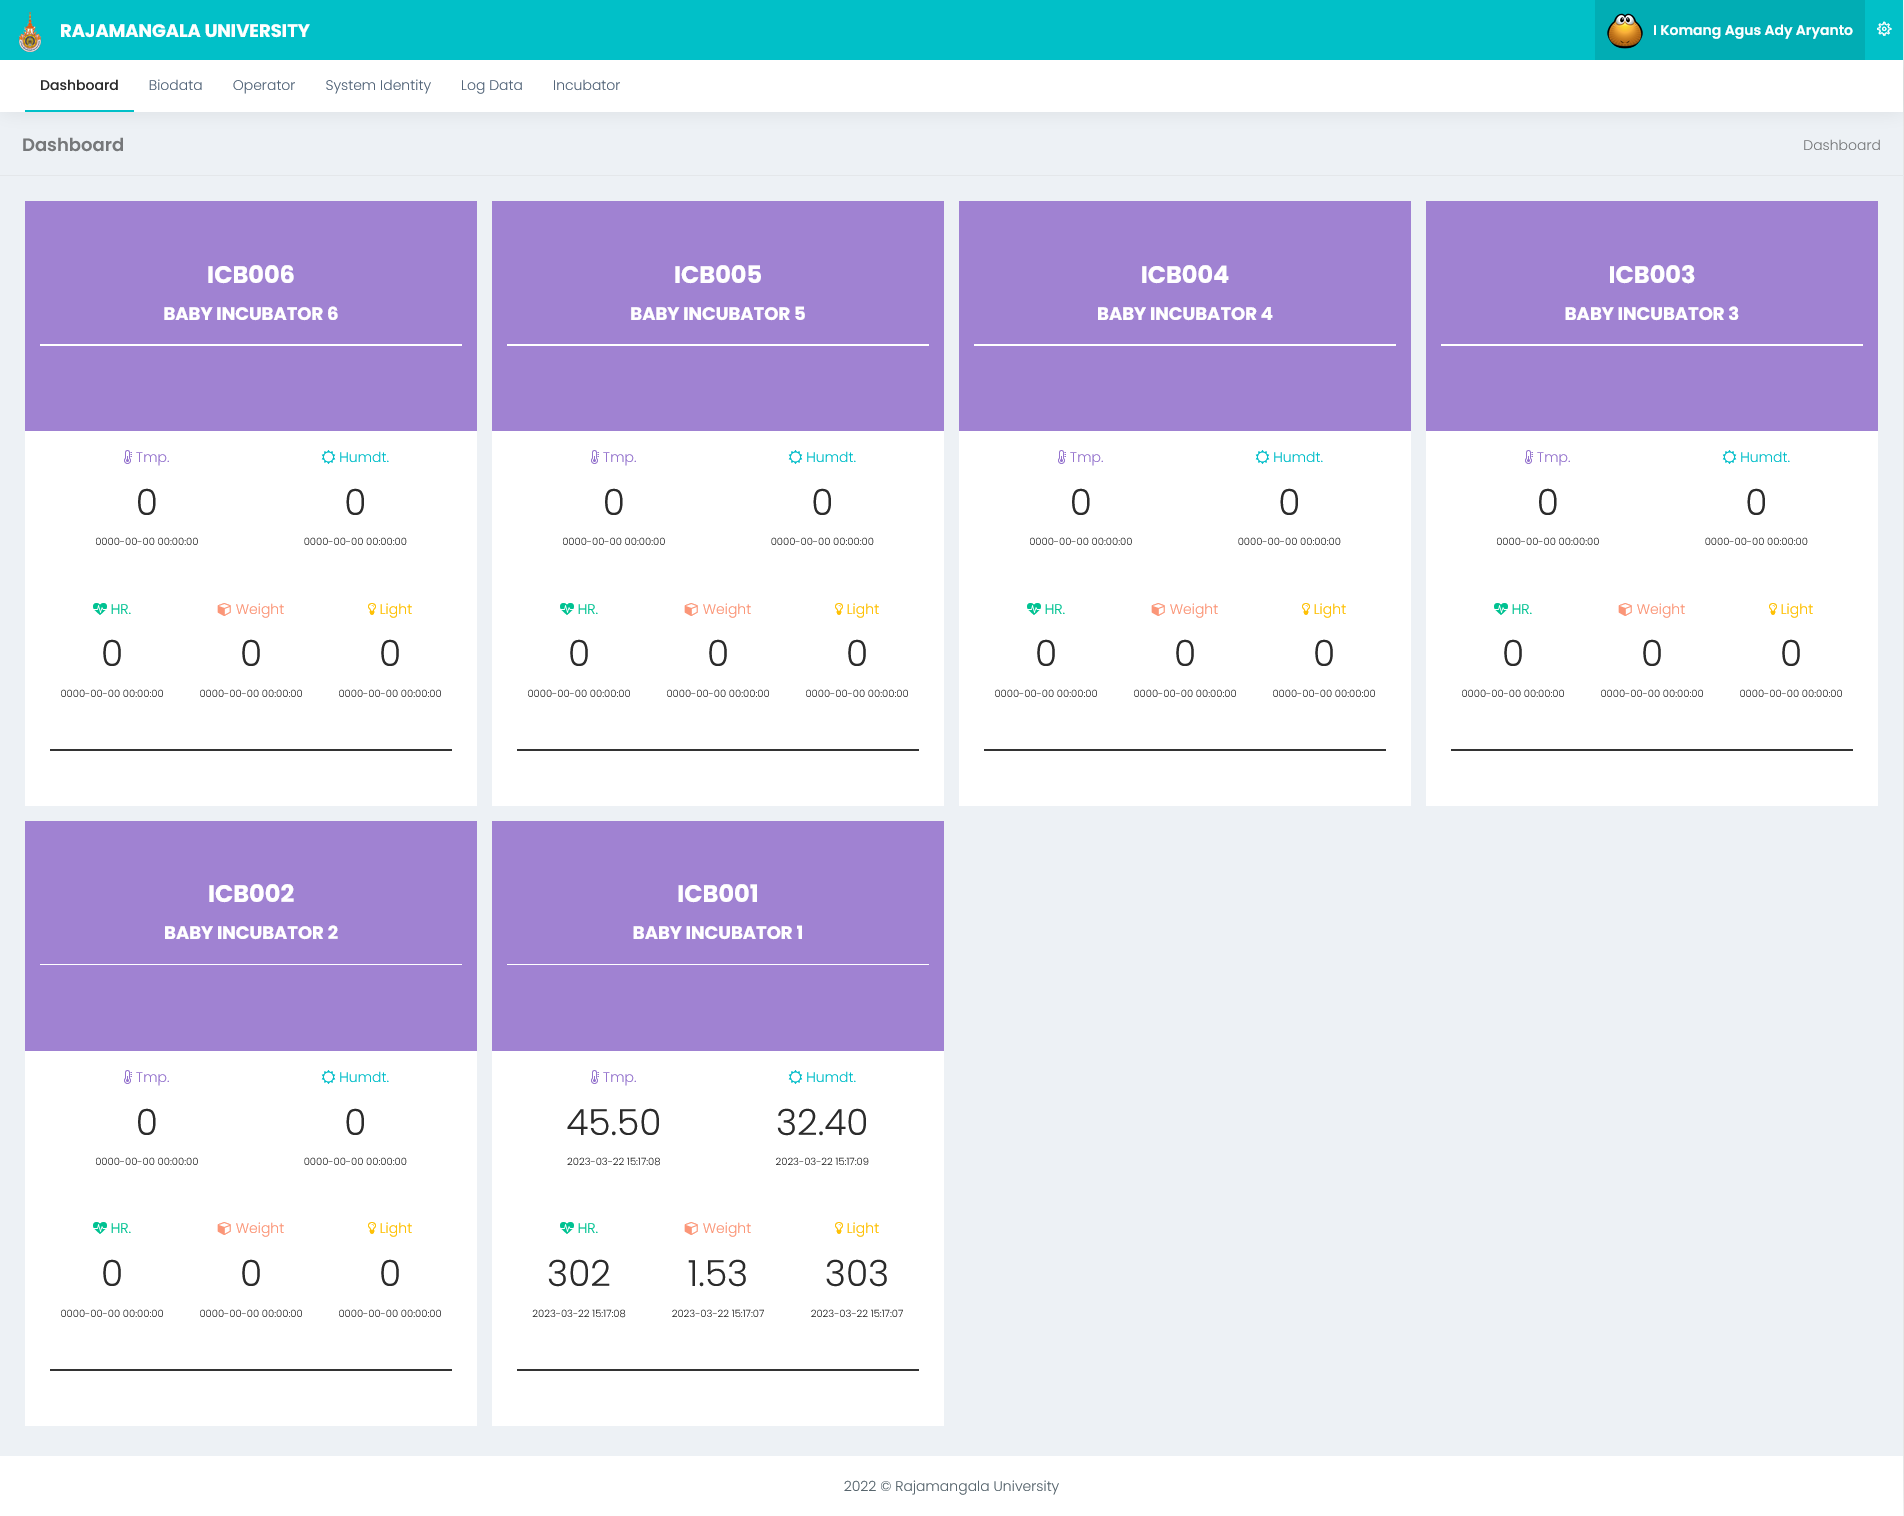 RAJAMANGALA UNIVERSITY
I Komang Agus Ady Aryanto
Dashboard Biodata Operator System Identity Log Data Incubator
Dashboard
Dashboard
ICB006
BABY INCUBATOR 6
Tmp. Humdt.
0 0
0000-00-00 00:00:00 0000-00-00 00:00:00
HR. Weight Light
0 0 0
0000-00-00 00:00:00 0000-00-00 00:00:00 0000-00-00 00:00:00
ICB005
BABY INCUBATOR 5
Tmp. Humdt.
0 0
0000-00-00 00:00:00 0000-00-00 00:00:00
HR. Weight Light
0 0 0
0000-00-00 00:00:00 0000-00-00 00:00:00 0000-00-00 00:00:00
ICB004
BABY INCUBATOR 4
Tmp. Humdt.
0 0
0000-00-00 00:00:00 0000-00-00 00:00:00
HR. Weight Light
0 0 0
0000-00-00 00:00:00 0000-00-00 00:00:00 0000-00-00 00:00:00
ICB003
BABY INCUBATOR 3
Tmp. Humdt.
0 0
0000-00-00 00:00:00 0000-00-00 00:00:00
HR. Weight Light
0 0 0
0000-00-00 00:00:00 0000-00-00 00:00:00 0000-00-00 00:00:00
ICB002
BABY INCUBATOR 2
Tmp. Humdt.
0 0
0000-00-00 00:00:00 0000-00-00 00:00:00
HR. Weight Light
0 0 0
0000-00-00 00:00:00 0000-00-00 00:00:00 0000-00-00 00:00:00
ICB001
BABY INCUBATOR 1
Tmp. Humdt.
45.50 32.40
2023-03-22 15:17:08 2023-03-22 15:17:09
HR. Weight Light
302 1.53 303
2023-03-22 15:17:08 2023-03-22 15:17:07 2023-03-22 15:17:07
2022 © Rajamangala University